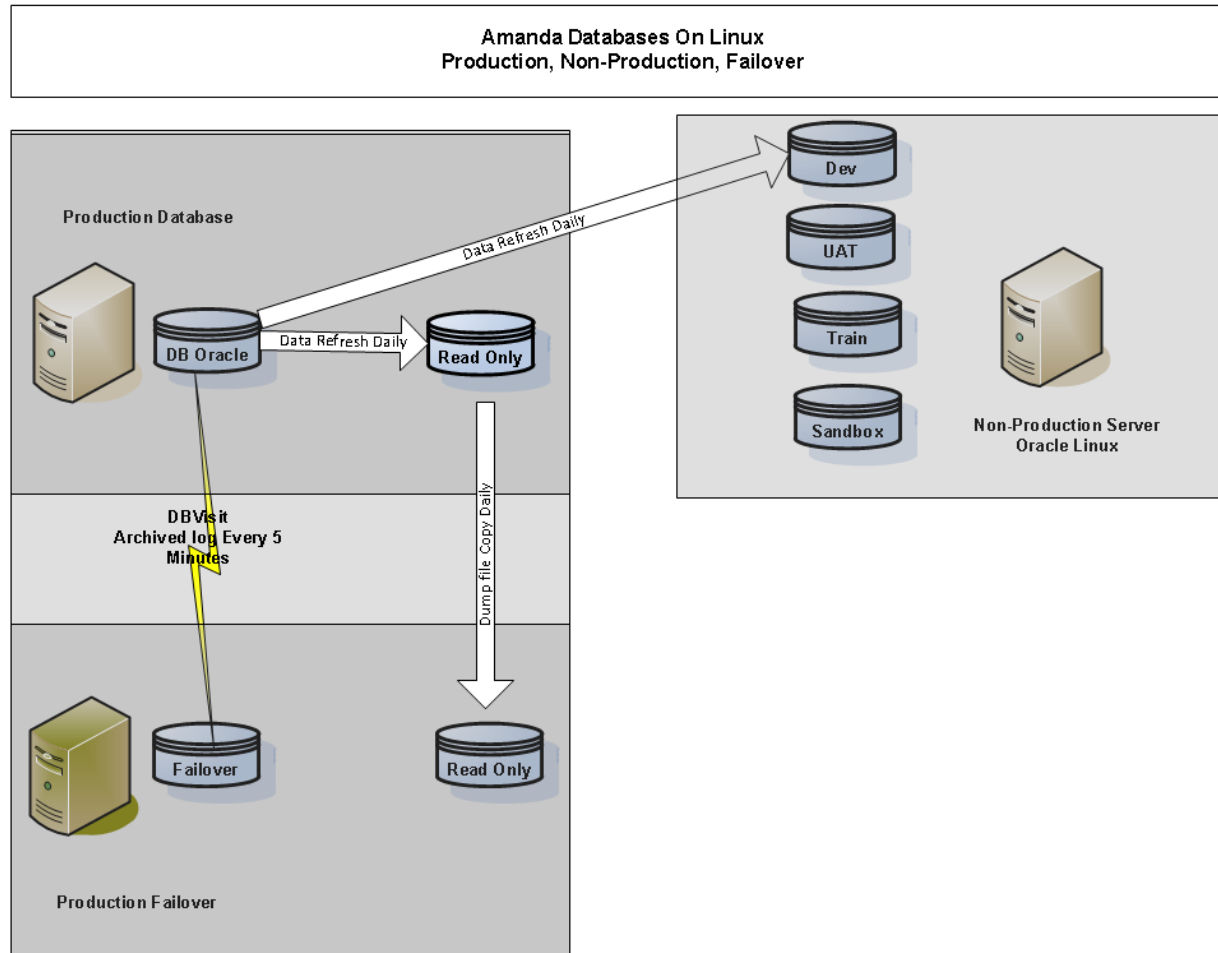 Amanda Databases On Linux
Production, Non-Production, Failover
Production Database
DB Oracle
Data Refresh Daily
Data Refresh Daily
Read Only
Dev
UAT
Train
Sandbox
Non-Production Server
Oracle Linux
DBVisit
Archived log Every 5
Minutes
Dump file Copy Daily
Failover
Read Only
Production Failover